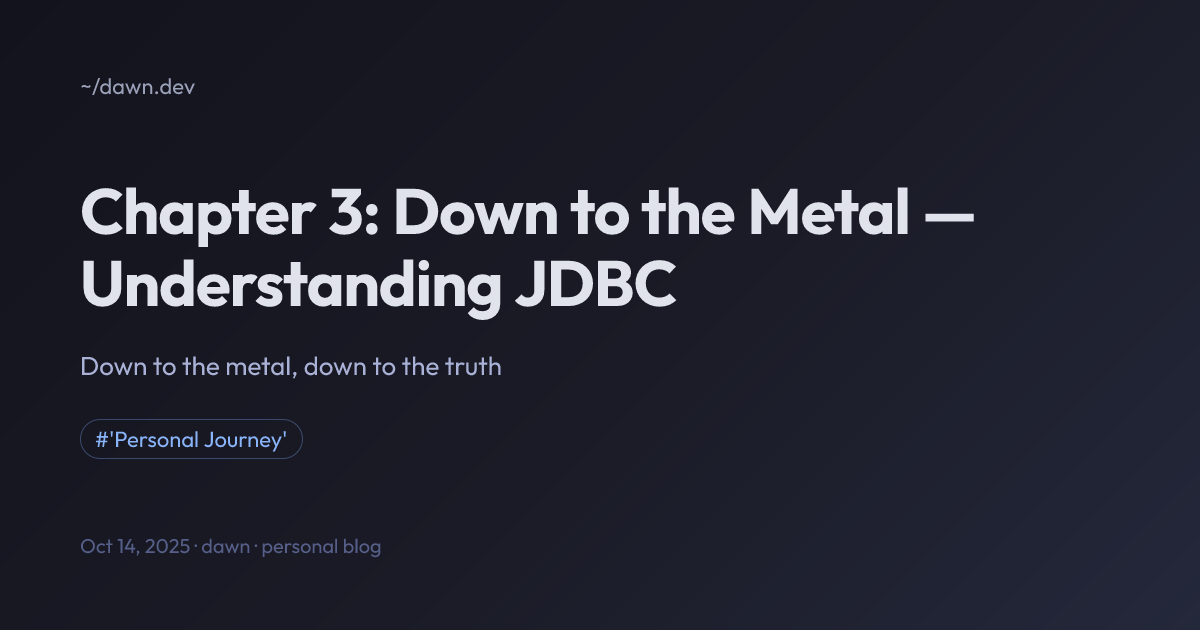 ~/dawn.dev
Chapter 3: Down to the Metal —
Understanding JDBC
Down to the metal, down to the truth
#'Personal Journey'
Oct 14, 2025 · dawn · personal blog